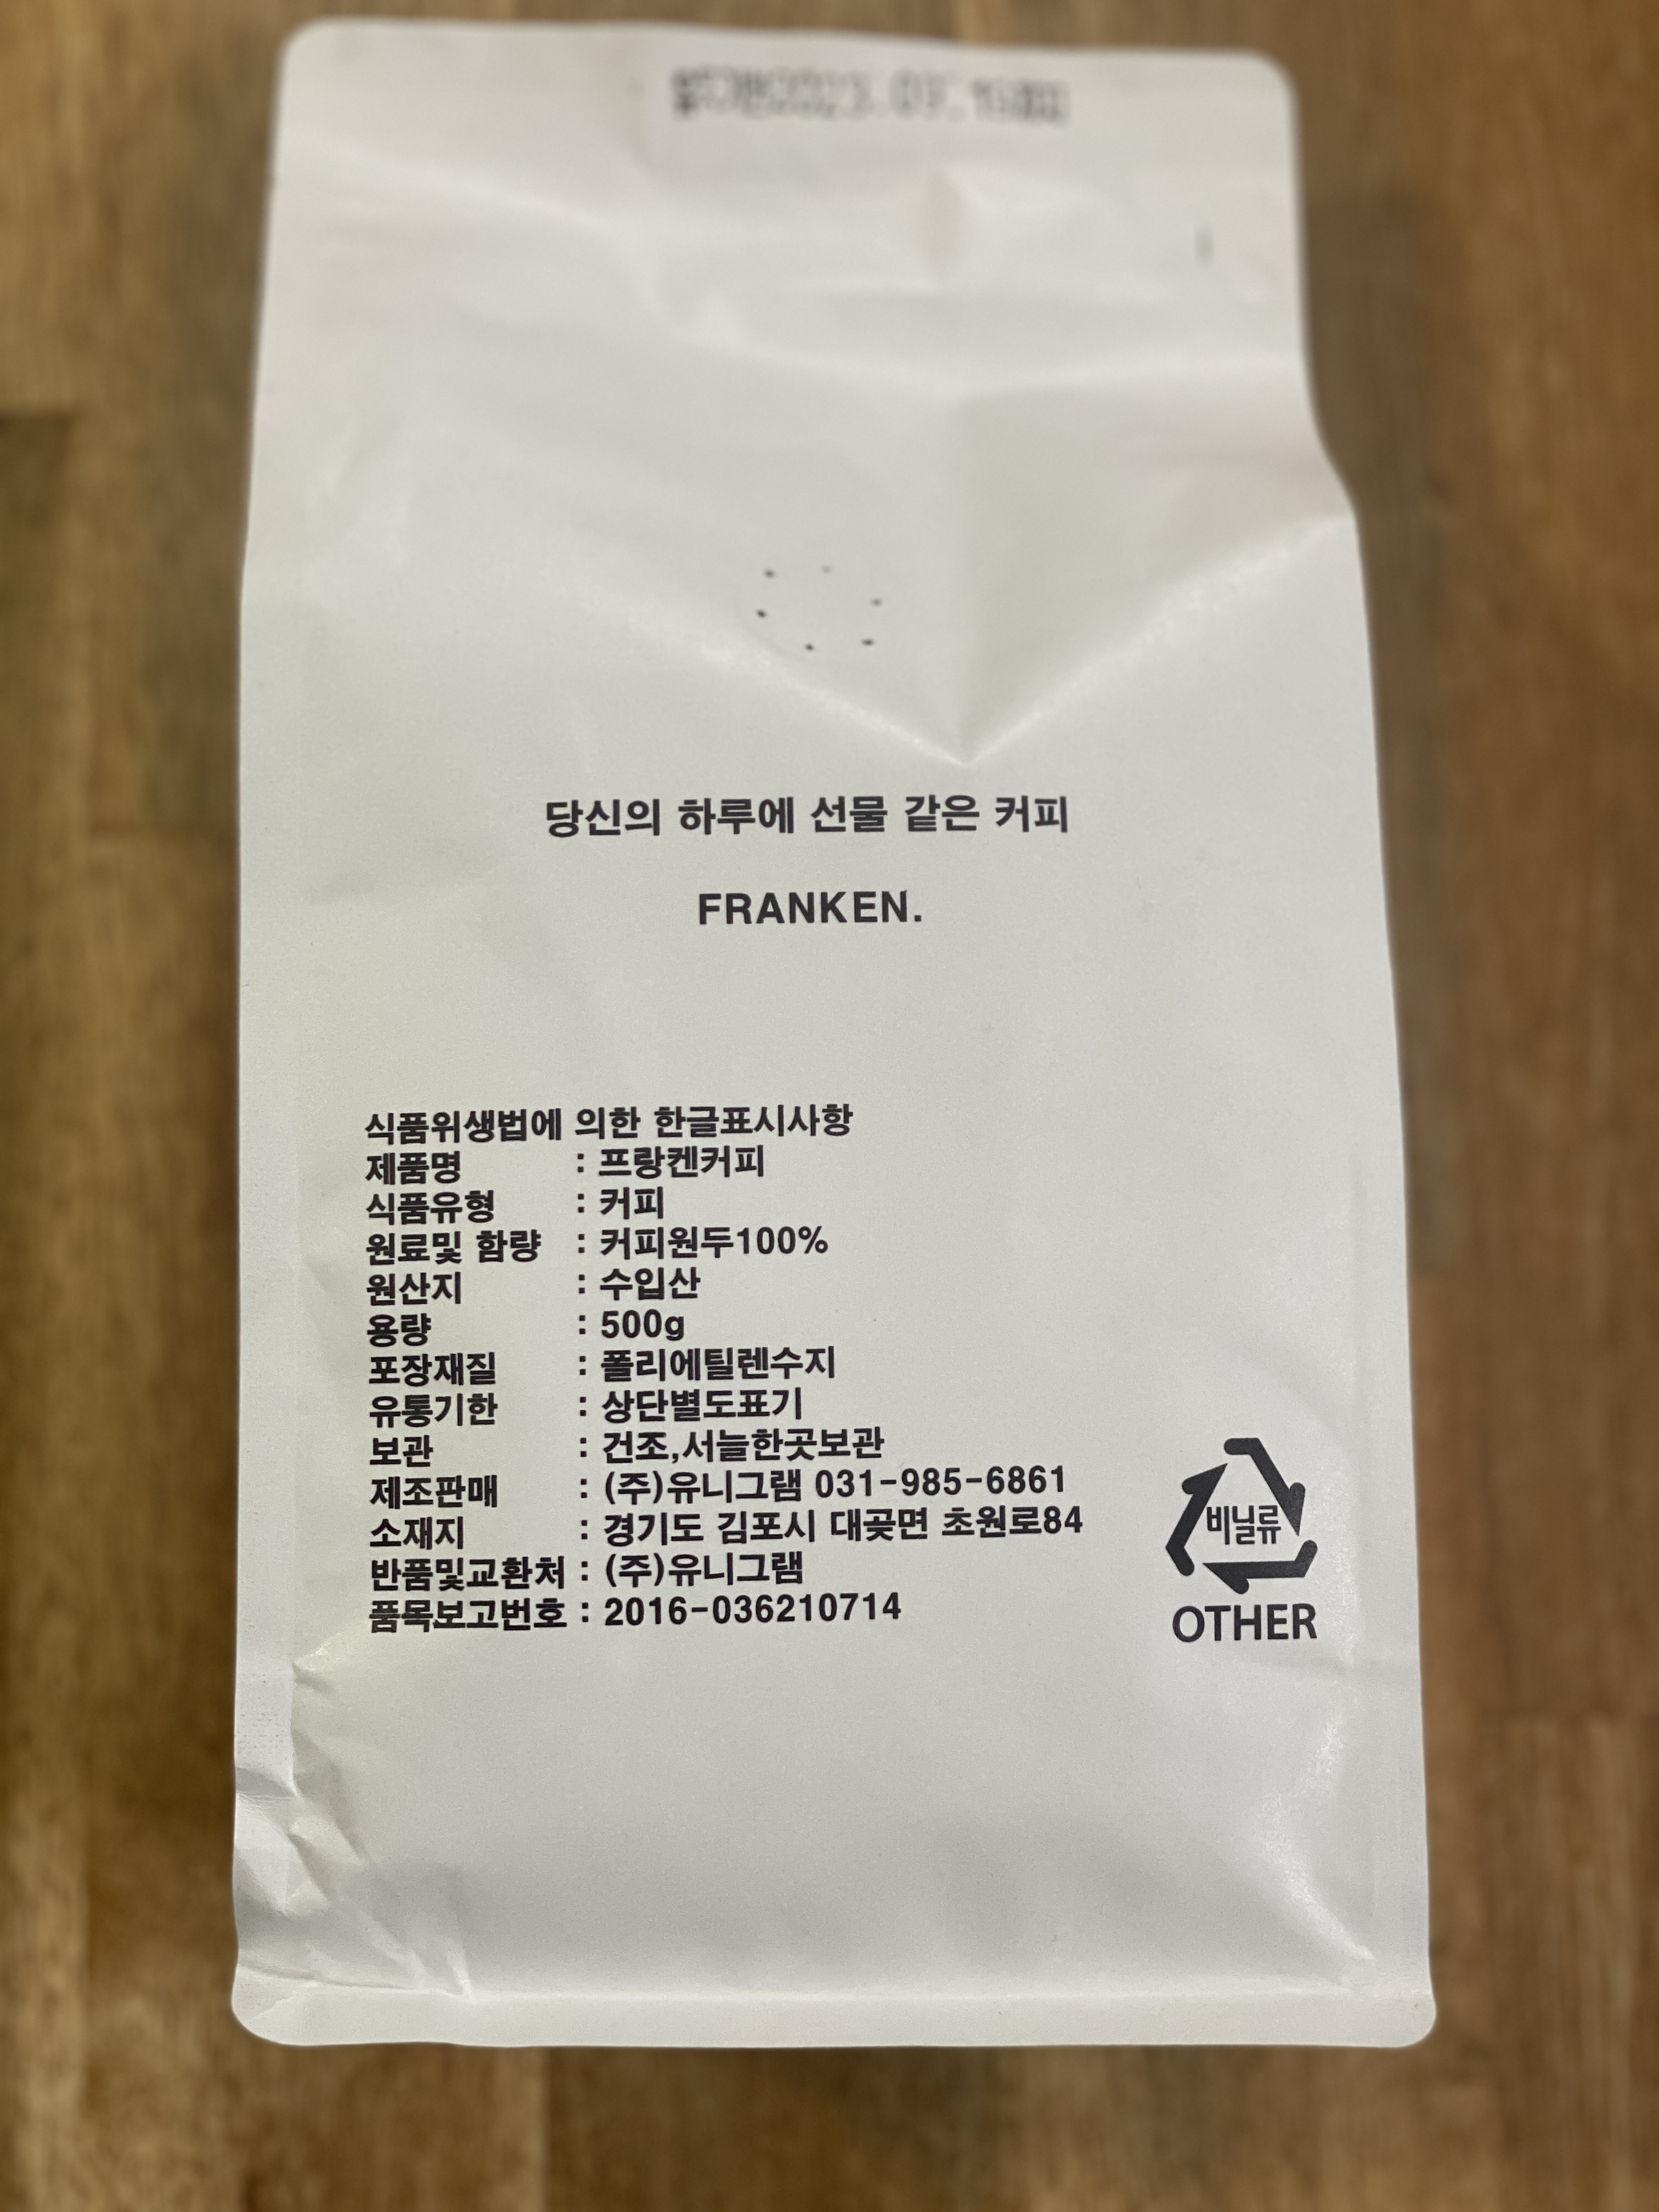 당신의 하루에 선물 같은 커피
FRANKEN.
식품위생법에 의한 한글표시사항
제품명 : 프랑켄커피
식품유형 : 커피
원료및 함량 : 커피원두100%
원산지 : 수입산
용량 : 500g
포장재질 : 폴리에틸렌수지
유통기한 : 상단별도표기
보관 : 건조,서늘한곳보관
제조판매 : (주)유니그램 031-985-6861
소재지 : 경기도 김포시 대곶면 초원로84
반품및교환처 : (주)유니그램
품목보고번호 : 2016-036210714
비닐류
OTHER